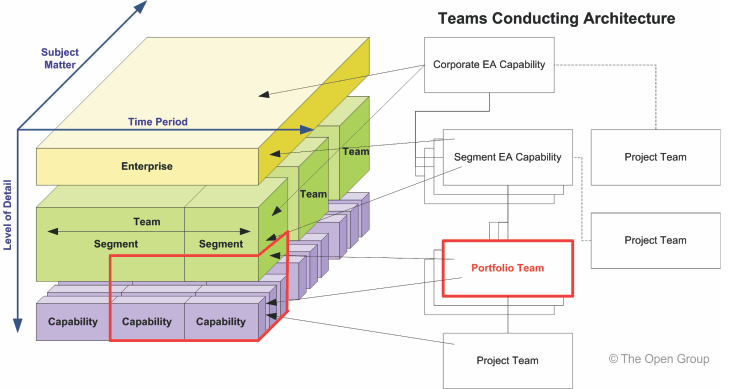 Teams Conducting Architecture
Subject
Matter
Time Period
Level of Detail
Enterprise
Team
Team
Team
Segment
Segment
Capability
Capability
Capability
Corporate EA Capability
Segment EA Capability
Project Team
Project Team
Portfolio Team
Project Team
© The Open Group